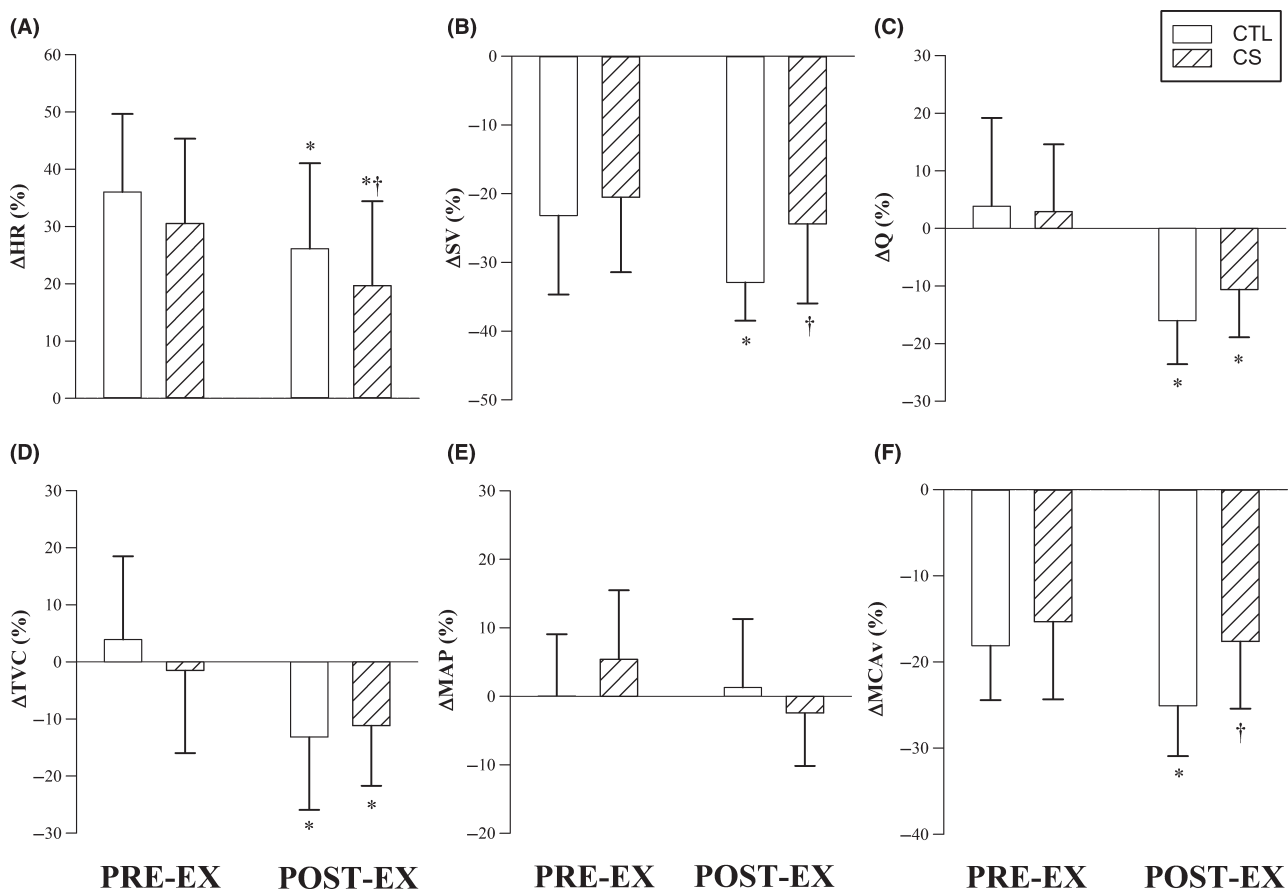 (A)
60
50
40
30
20
10
0
ΔHR (%)
*
*†
(B)
0
−10
−20
−30
−40
−50
ΔSV (%)
*
†
(C)
30
20
10
0
−10
−20
−30
ΔQ (%)
*
*
CTL
CS
(D)
30
20
10
0
−10
−20
−30
ΔTVC (%)
*
*
PRE-EX POST-EX
(E)
30
20
10
0
−10
−20
ΔMAP (%)
PRE-EX POST-EX
(F)
0
−10
−20
−30
−40
ΔMCAv (%)
*
†
PRE-EX POST-EX